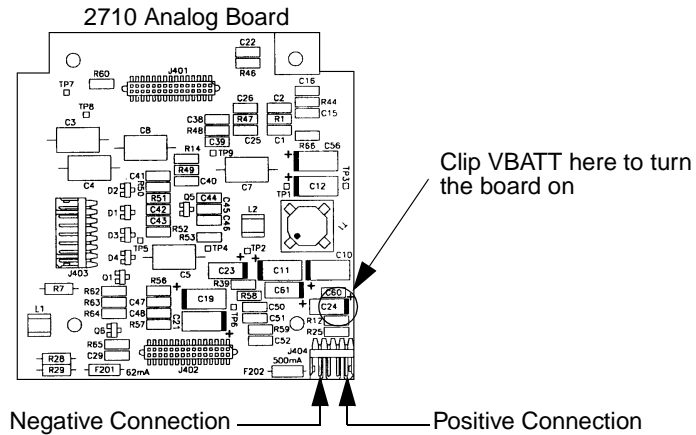 2710 Analog Board
C22
R46
TP7
R60
J401
TP8
C16
R44
C15
C26
C2
C38
R47
R1
R48
C25
C1
C39
TP9
C3
C8
R14
R66
C56
TP3
R49
C40
C7
TP1
C12
C4
C41
D2
R50
R51
C42
C43
R52
Q5
C44
C45
C46
L2
T1
D1
D3
TP5
R53
TP4
TP2
D4
C5
C23
C11
C10
J403
Q1
R39
R7
R62
R56
R58
C61
C60
R63
C47
C19
C50
C24
R64
C48
C51
R12
L1
R57
C21
TP6
R59
R25
Q6
C52
R65
C29
J402
J404
R28
R29
F201
62mA
F202
500mA
Clip VBATT here to turn
the board on
Negative Connection
Positive Connection